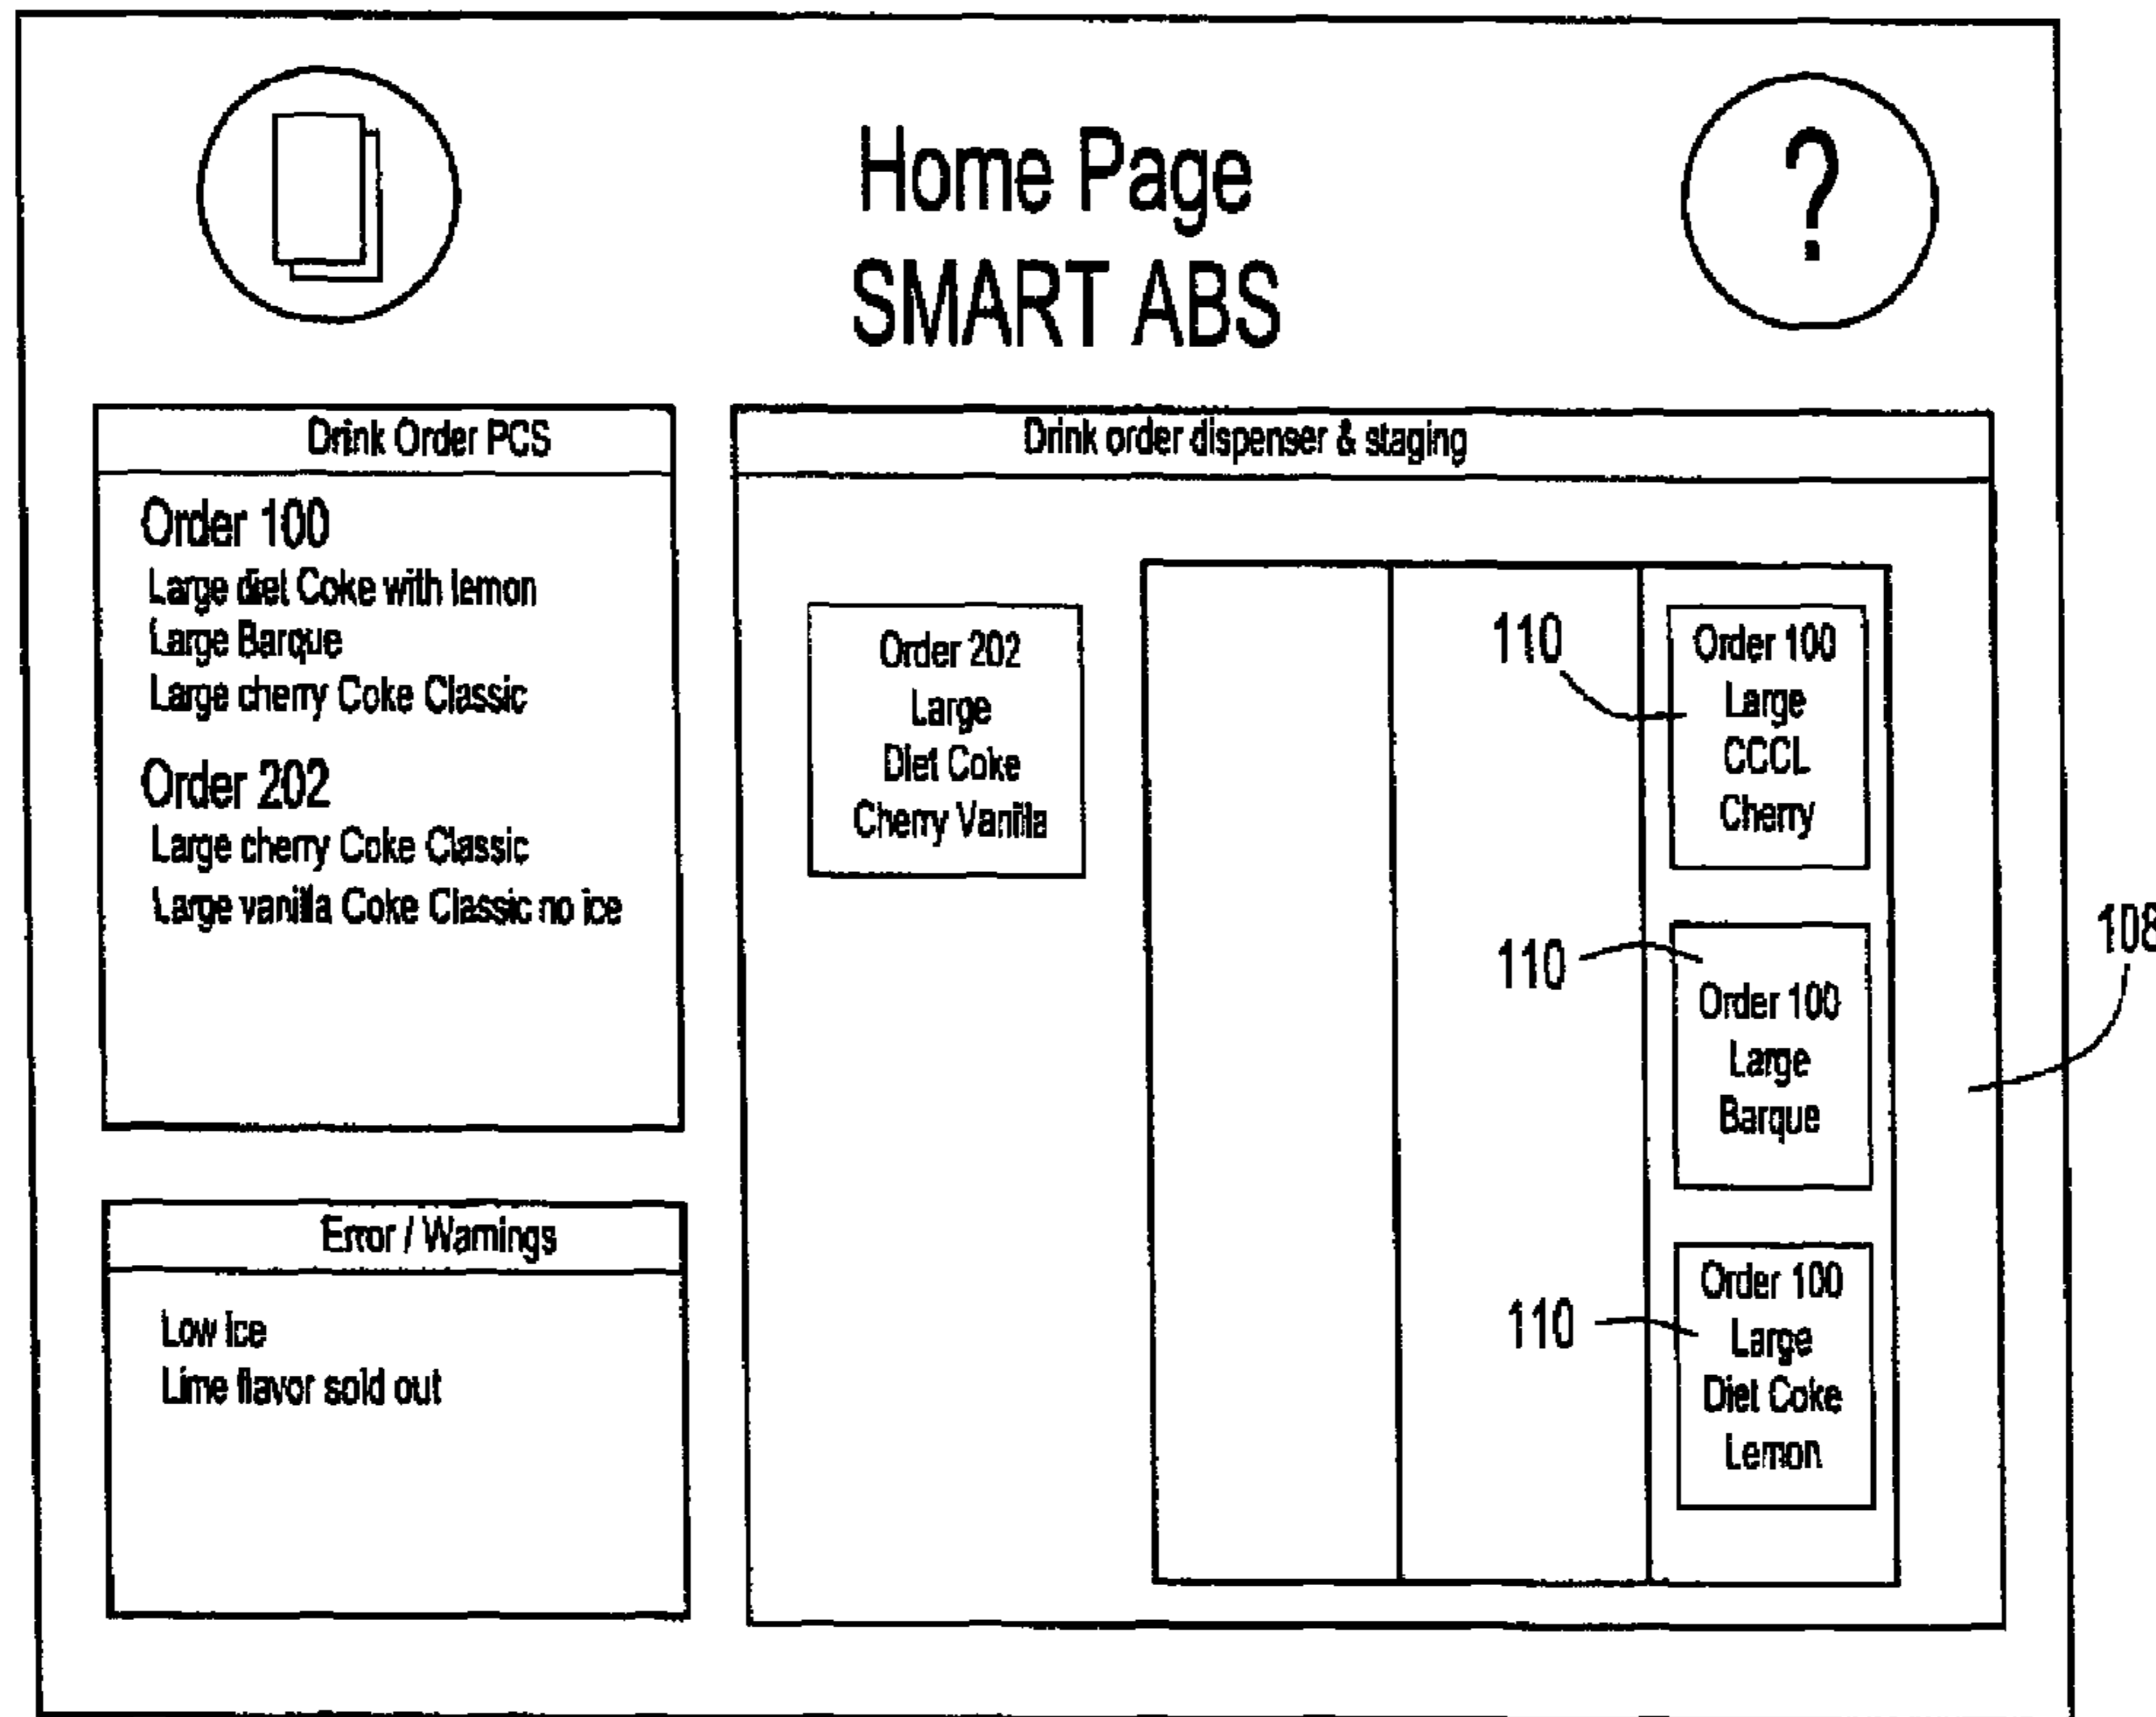 ?
Home Page
SMART ABS
Drink Order PCS
Order 100
Large diet Coke with lemon
Large Barque
Large cherry Coke Classic
Order 202
Large cherry Coke Classic
Large vanilla Coke Classic no ice
Error / Warnings
Low Ice
Lime flavor sold out
Drink order dispenser & staging
Order 202
Large
Diet Coke
Cherry Vanilla
110
Order 100
Large
CCCL
Cherry
110
Order 100
Large
Barque
110
Order 100
Large
Diet Coke
Lemon
108